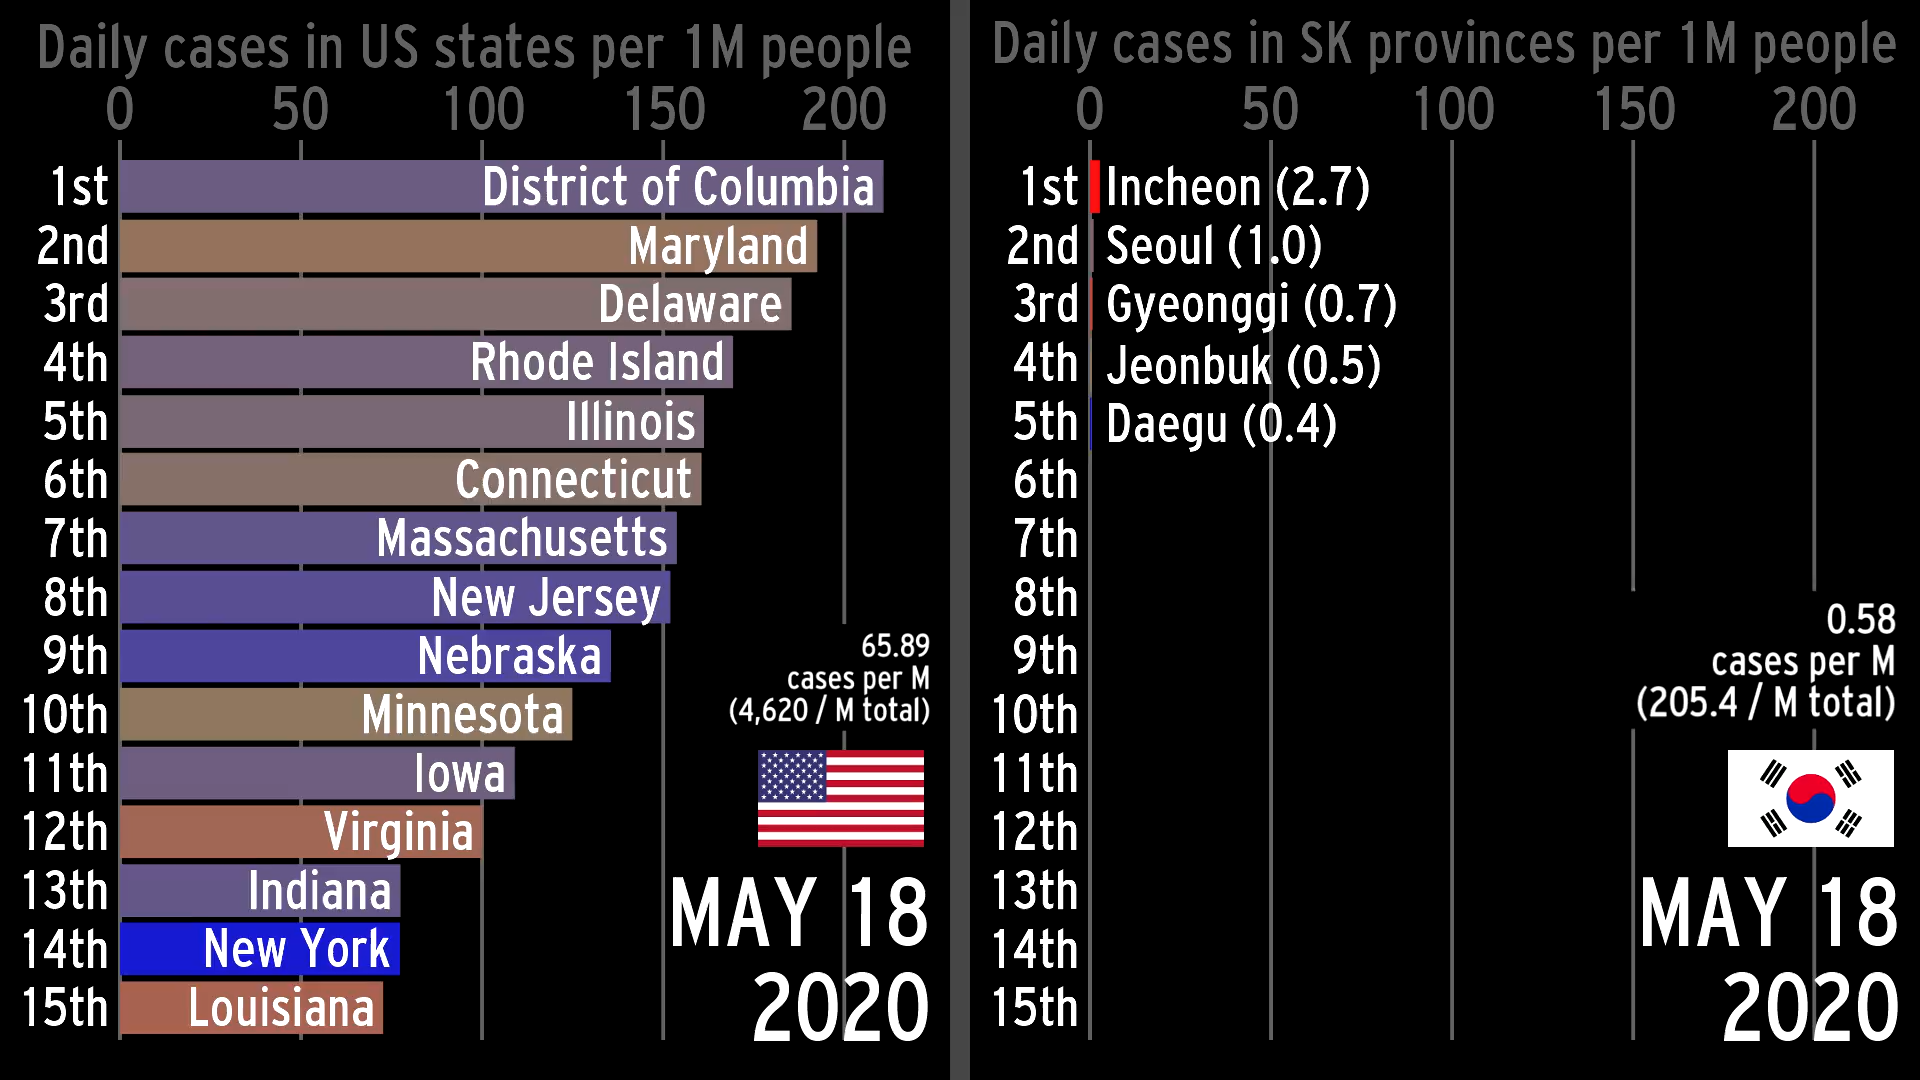 Daily cases in US states per 1M people
0 50 100 150 200
1st District of Columbia
2nd Maryland
3rd Delaware
4th Rhode Island
5th Illinois
6th Connecticut
7th Massachusetts
8th New Jersey
9th Nebraska
10th Minnesota
11th Iowa
12th Virginia
13th Indiana
14th New York
15th Louisiana
65.89
cases per M
(4,620 / M total)
MAY 18
2020
Daily cases in SK provinces per 1M people
0 50 100 150 200
1st Incheon (2.7)
2nd Seoul (1.0)
3rd Gyeonggi (0.7)
4th Jeonbuk (0.5)
5th Daegu (0.4)
6th
7th
8th
9th
10th
11th
12th
13th
14th
15th
0.58
cases per M
(205.4 / M total)
MAY 18
2020